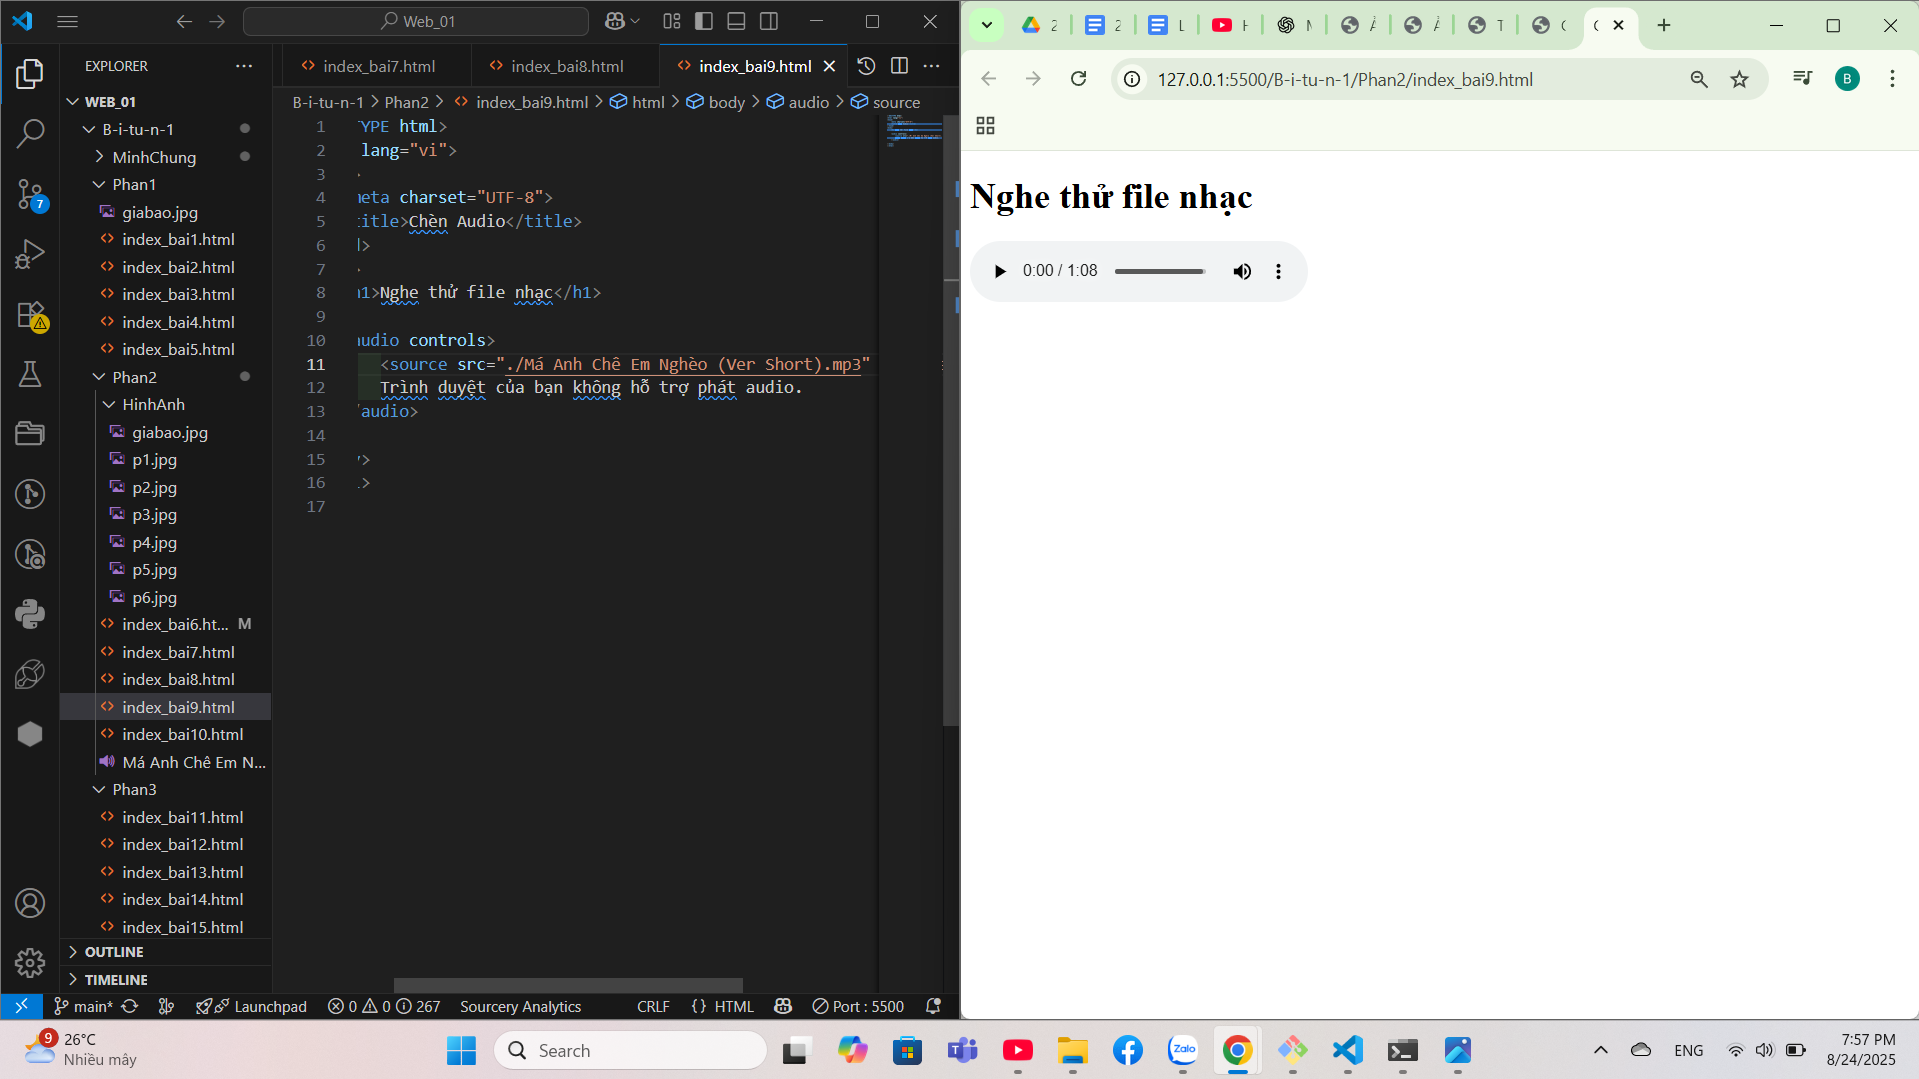 Web_01
EXPLORER
index_bai7.html
index_bai8.html
index_bai9.html
WEB_01
B-i-tu-n-1
MinhChung
Phan1
giabao.jpg
index_bai1.html
index_bai2.html
index_bai3.html
index_bai4.html
index_bai5.html
Phan2
HinhAnh
giabao.jpg
p1.jpg
p2.jpg
p3.jpg
p4.jpg
p5.jpg
p6.jpg
index_bai6.ht... M
index_bai7.html
index_bai8.html
index_bai9.html
index_bai10.html
Má Anh Chê Em N...
Phan3
index_bai11.html
index_bai12.html
index_bai13.html
index_bai14.html
index_bai15.html
OUTLINE
TIMELINE
7
B-i-tu-n-1 > Phan2 > index_bai9.html > html > body > audio > source
1 TYPE html>
2 lang="vi">
3 >
4 meta charset="UTF-8">
5 title>Chèn Audio</title>
6 d>
7 >
8 h1>Nghe thử file nhạc</h1>
9
10 audio controls>
11 <source src="./Má Anh Chê Em Nghèo (Ver Short).mp3"
12 Trình duyệt của bạn không hỗ trợ phát audio.
13 /audio>
14
15 y>
16 l>
17
main* Launchpad 0 0 267 Sourcery Analytics CRLF {} HTML Port : 5500
127.0.0.1:5500/B-i-tu-n-1/Phan2/index_bai9.html
B
Nghe thử file nhạc
0:00 / 1:08
9
26°C
Nhiều mây
Search
Zalo
ENG
7:57 PM
8/24/2025